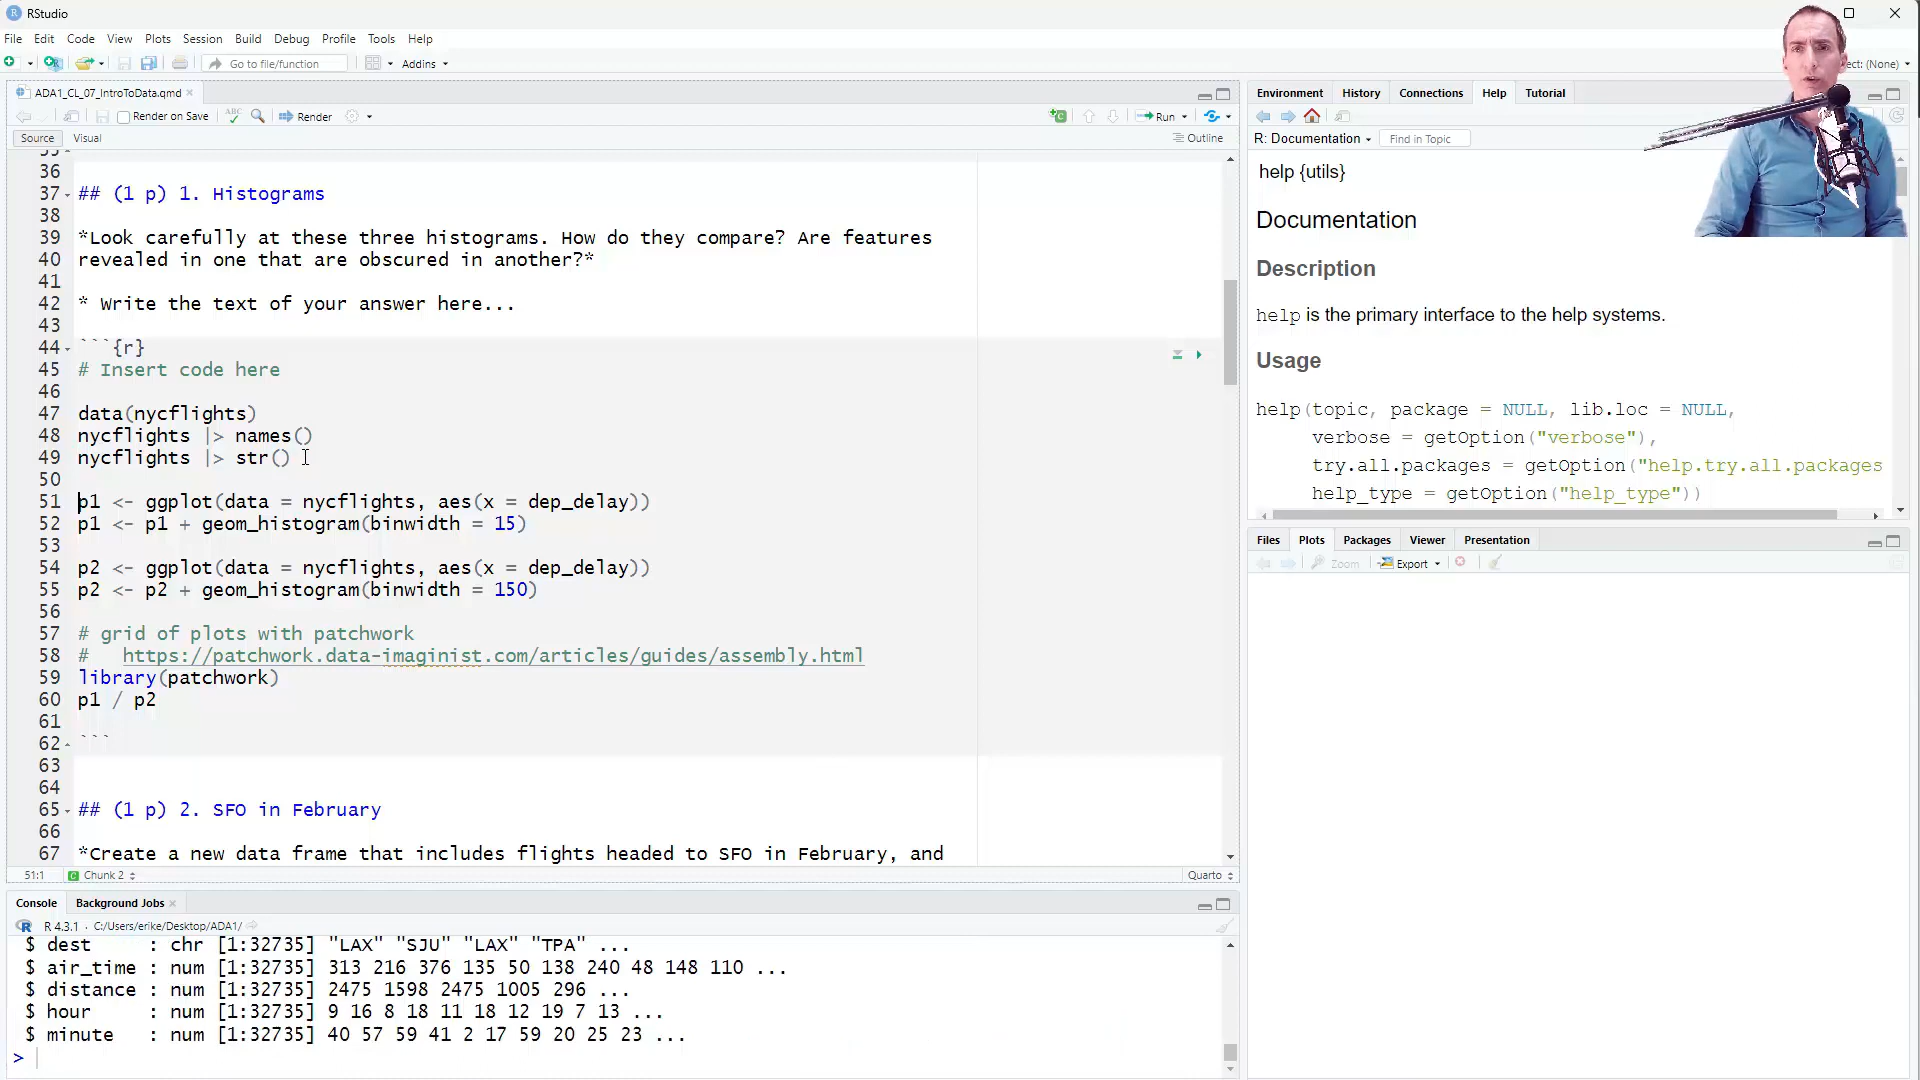 RStudio
File Edit Code View Plots Session Build Debug Profile Tools Help
Go to file/function
Addins
ect: (None)
ADA1_CL_07_IntroToData.qmd
Render on Save
ABC
Render
Run
Source Visual
Outline
36
37 ## (1 p) 1. Histograms
38
39 *Look carefully at these three histograms. How do they compare? Are features
40 revealed in one that are obscured in another?*
41
42 * Write the text of your answer here...
43
44 ```{r}
45 # Insert code here
46
47 data(nycflights)
48 nycflights |> names()
49 nycflights |> str()
50
51 p1 <- ggplot(data = nycflights, aes(x = dep_delay))
52 p1 <- p1 + geom_histogram(binwidth = 15)
53
54 p2 <- ggplot(data = nycflights, aes(x = dep_delay))
55 p2 <- p2 + geom_histogram(binwidth = 150)
56
57 # grid of plots with patchwork
58 #   https://patchwork.data-imaginist.com/articles/guides/assembly.html
59 library(patchwork)
60 p1 / p2
61
62 ```
63
64
65 ## (1 p) 2. SFO in February
66
67 *Create a new data frame that includes flights headed to SFO in February, and
51:1 Chunk 2 Quarto
Console Background Jobs
R 4.3.1 · C:/Users/erike/Desktop/ADA1/
$ dest     : chr [1:32735] "LAX" "SJU" "LAX" "TPA" ...
$ air_time : num [1:32735] 313 216 376 135 50 138 240 48 148 110 ...
$ distance : num [1:32735] 2475 1598 2475 1005 296 ...
$ hour     : num [1:32735] 9 16 8 18 11 18 12 19 7 13 ...
$ minute   : num [1:32735] 40 57 59 41 2 17 59 20 25 23 ...
>
Environment History Connections Help Tutorial
R: Documentation
Find in Topic
help {utils}
Documentation
Description
help is the primary interface to the help systems.
Usage
help(topic, package = NULL, lib.loc = NULL,
verbose = getOption("verbose"),
try.all.packages = getOption("help.try.all.packages
help_type = getOption("help_type"))
Files Plots Packages Viewer Presentation
Zoom Export